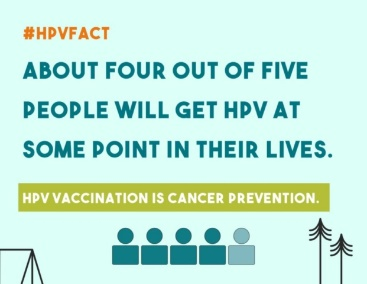 #HPVFACT
ABOUT FOUR OUT OF FIVE
PEOPLE WILL GET HPV AT
SOME POINT IN THEIR LIVES.
HPV VACCINATION IS CANCER PREVENTION.